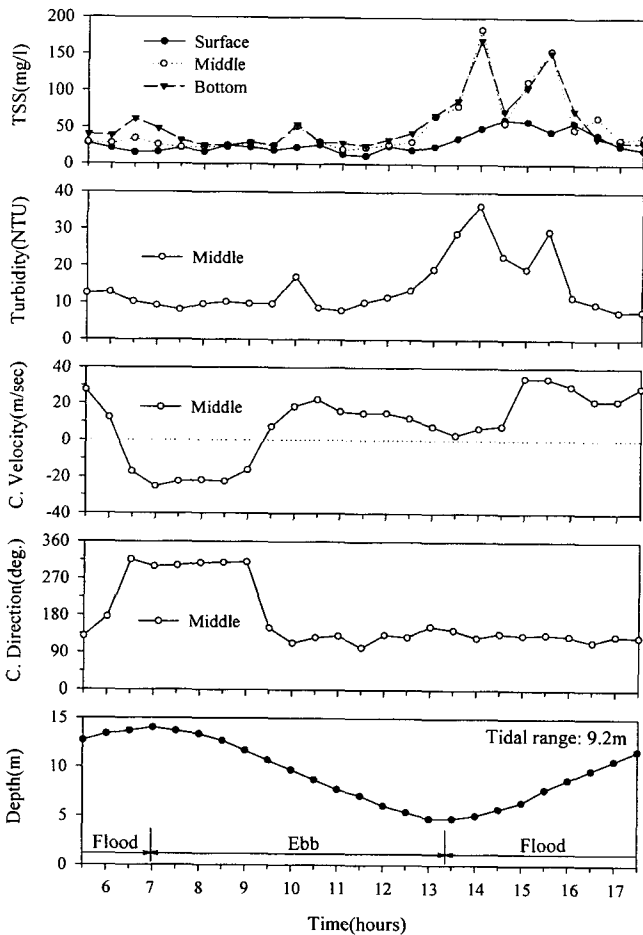 TSS(mg/l)
200
150
100
50
0
Surface
Middle
Bottom
Turbidity(NTU)
40
30
20
10
0
Middle
C. Velocity(m/sec)
40
20
0
-20
-40
Middle
C. Direction(deg.)
360
270
180
90
0
Middle
Depth(m)
15
10
5
0
Tidal range: 9.2m
Flood
Ebb
Flood
6 7 8 9 10 11 12 13 14 15 16 17
Time(hours)